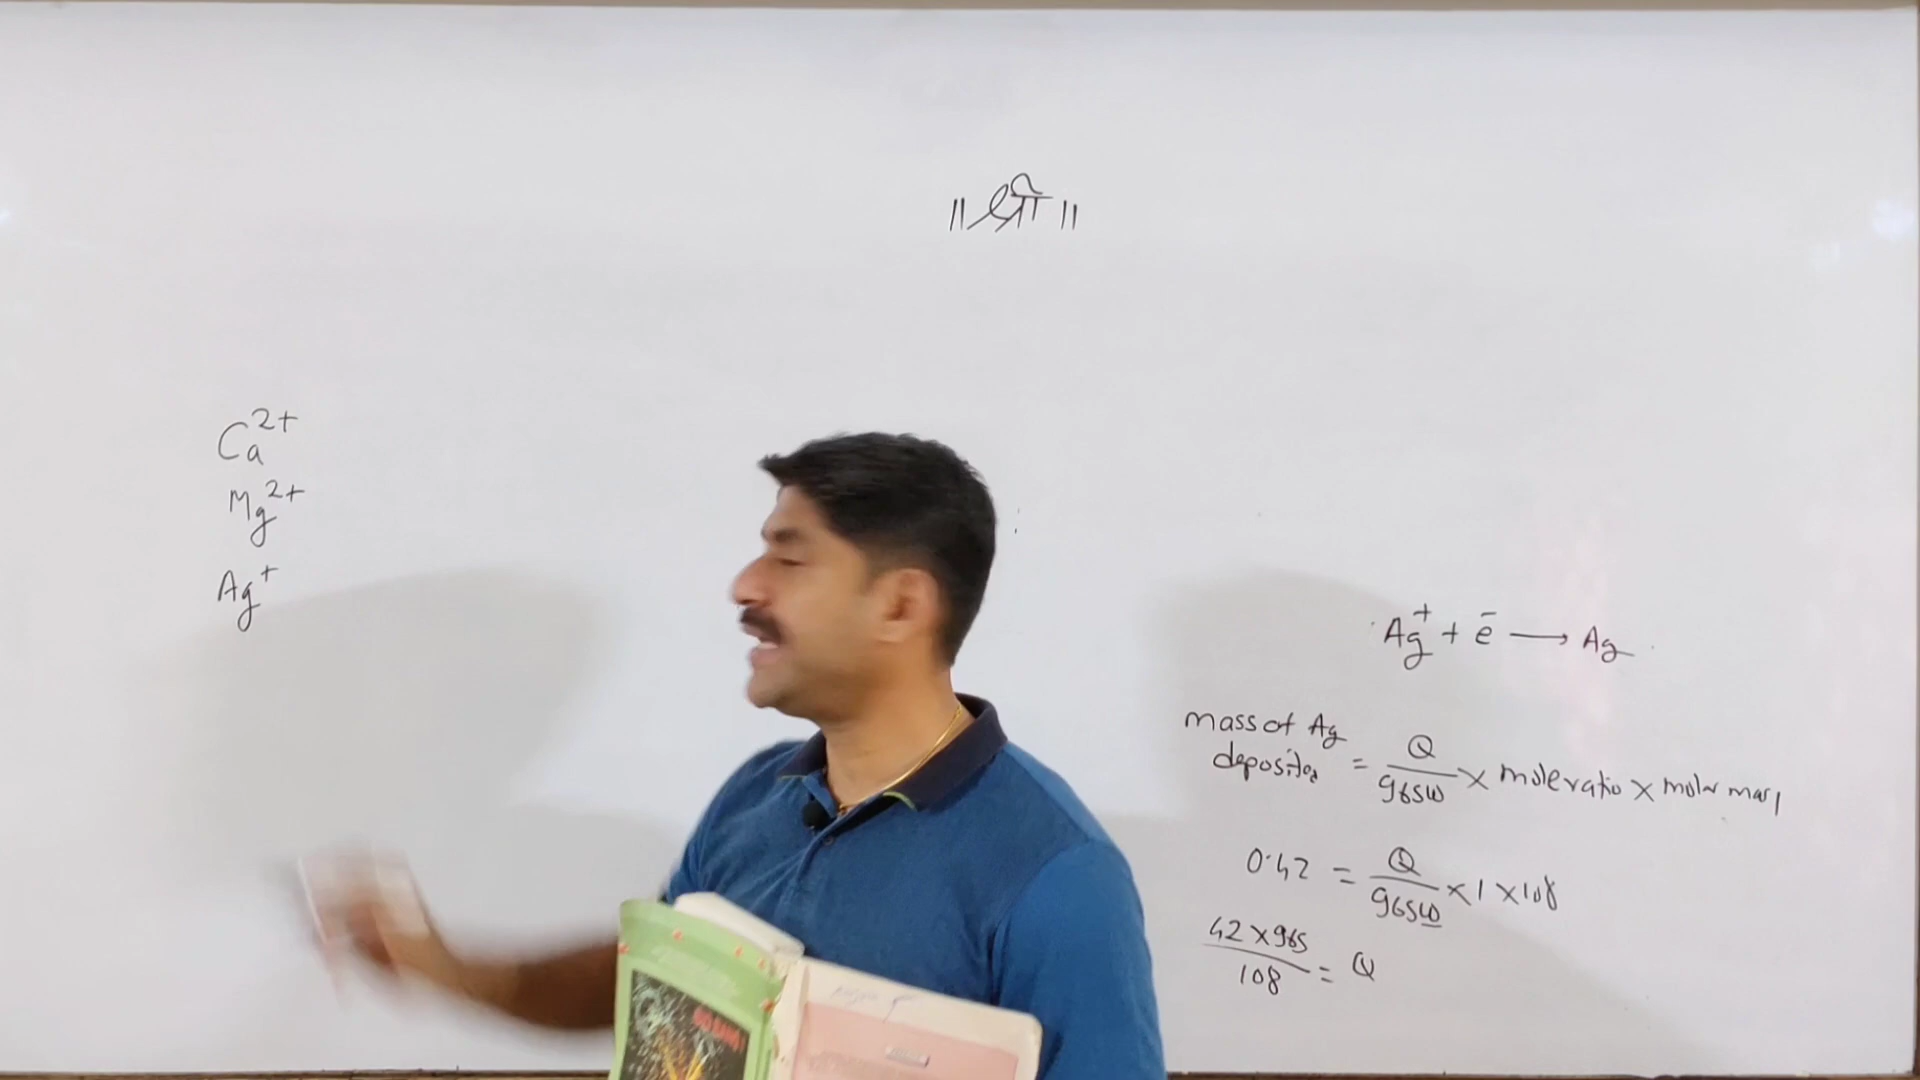 ॥ श्री ॥
Ca²⁺
Mg²⁺
Ag⁺
Ag⁺ + e⁻ ⟶ Ag
mass of Ag deposited = Q/96500 × mole ratio × molar mass
0.42 = Q/96500 × 1 × 108
42 × 965/108 = Q